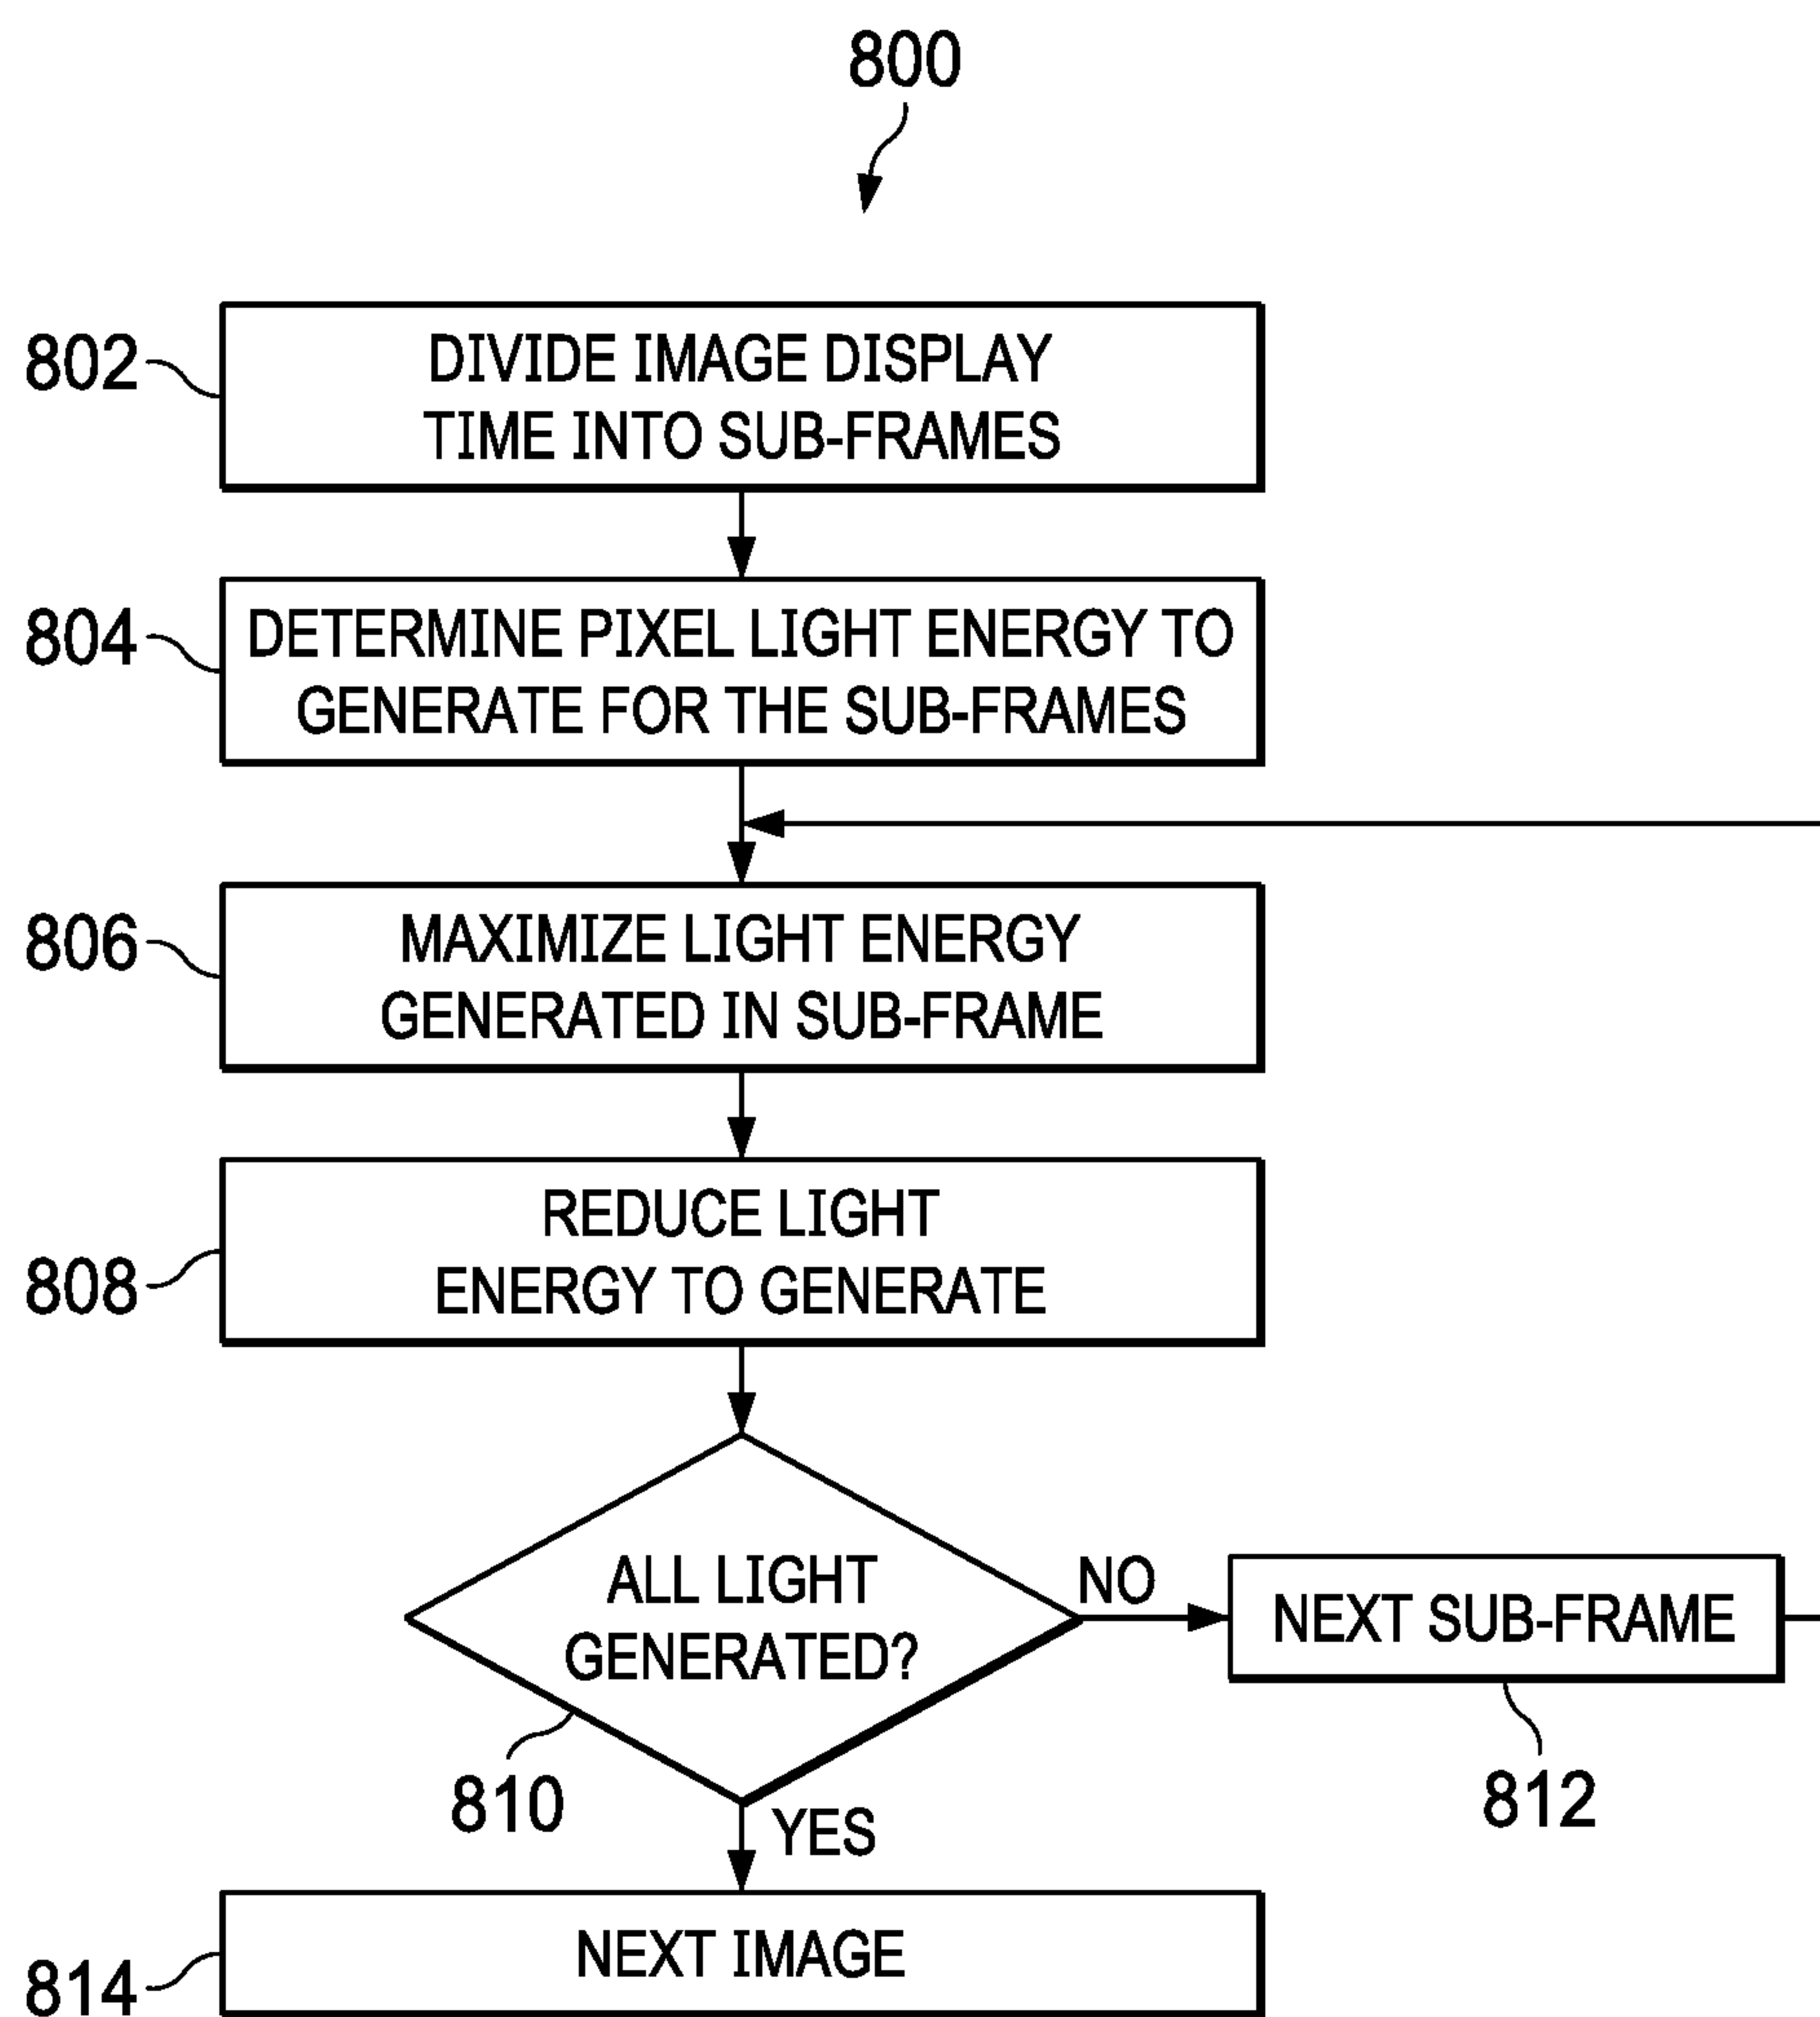 800
802
DIVIDE IMAGE DISPLAY
TIME INTO SUB-FRAMES
804
DETERMINE PIXEL LIGHT ENERGY TO
GENERATE FOR THE SUB-FRAMES
806
MAXIMIZE LIGHT ENERGY
GENERATED IN SUB-FRAME
808
REDUCE LIGHT
ENERGY TO GENERATE
ALL LIGHT
GENERATED?
810
NO
NEXT SUB-FRAME
812
YES
814
NEXT IMAGE